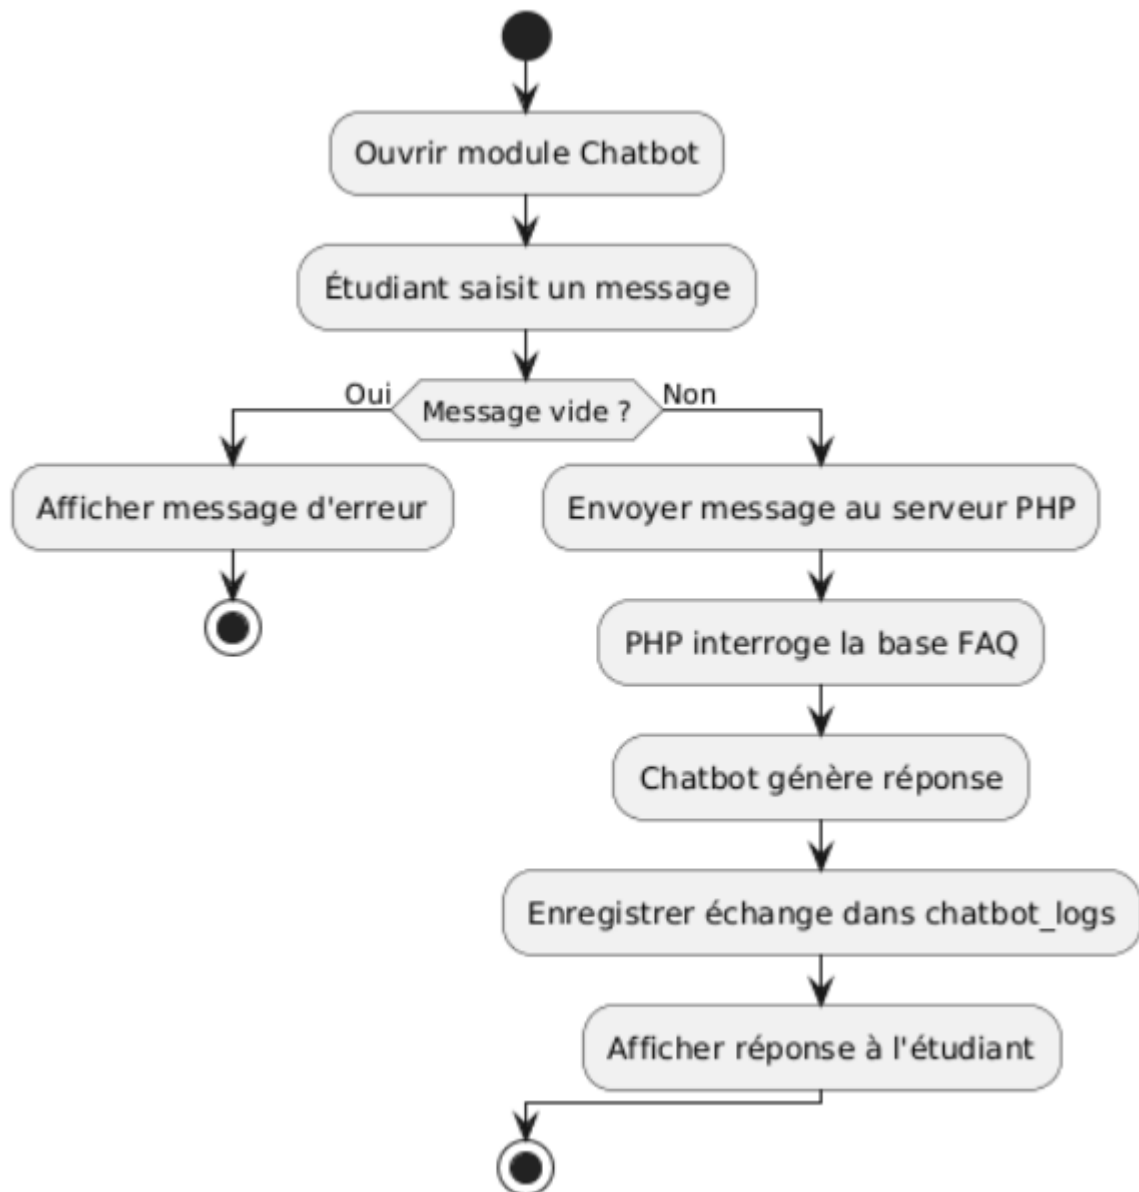 Ouvrir module Chatbot
Étudiant saisit un message
Oui
Message vide ?
Non
Afficher message d'erreur
Envoyer message au serveur PHP
PHP interroge la base FAQ
Chatbot génère réponse
Enregistrer échange dans chatbot_logs
Afficher réponse à l'étudiant